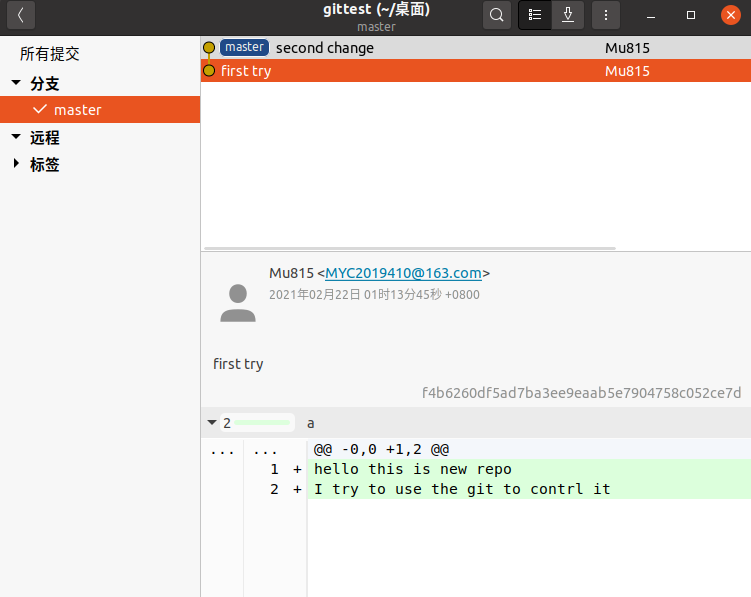 gittest (~/桌面)
master
所有提交
分支
master
远程
标签
master second change Mu815
first try Mu815
Mu815 <MYC2019410@163.com>
2021年02月22日 01时13分45秒 +0800
first try
f4b6260df5ad7ba3ee9eaab5e7904758c052ce7d
2 a
... ... @@ -0,0 +1,2 @@
1 + hello this is new repo
2 + I try to use the git to contrl it